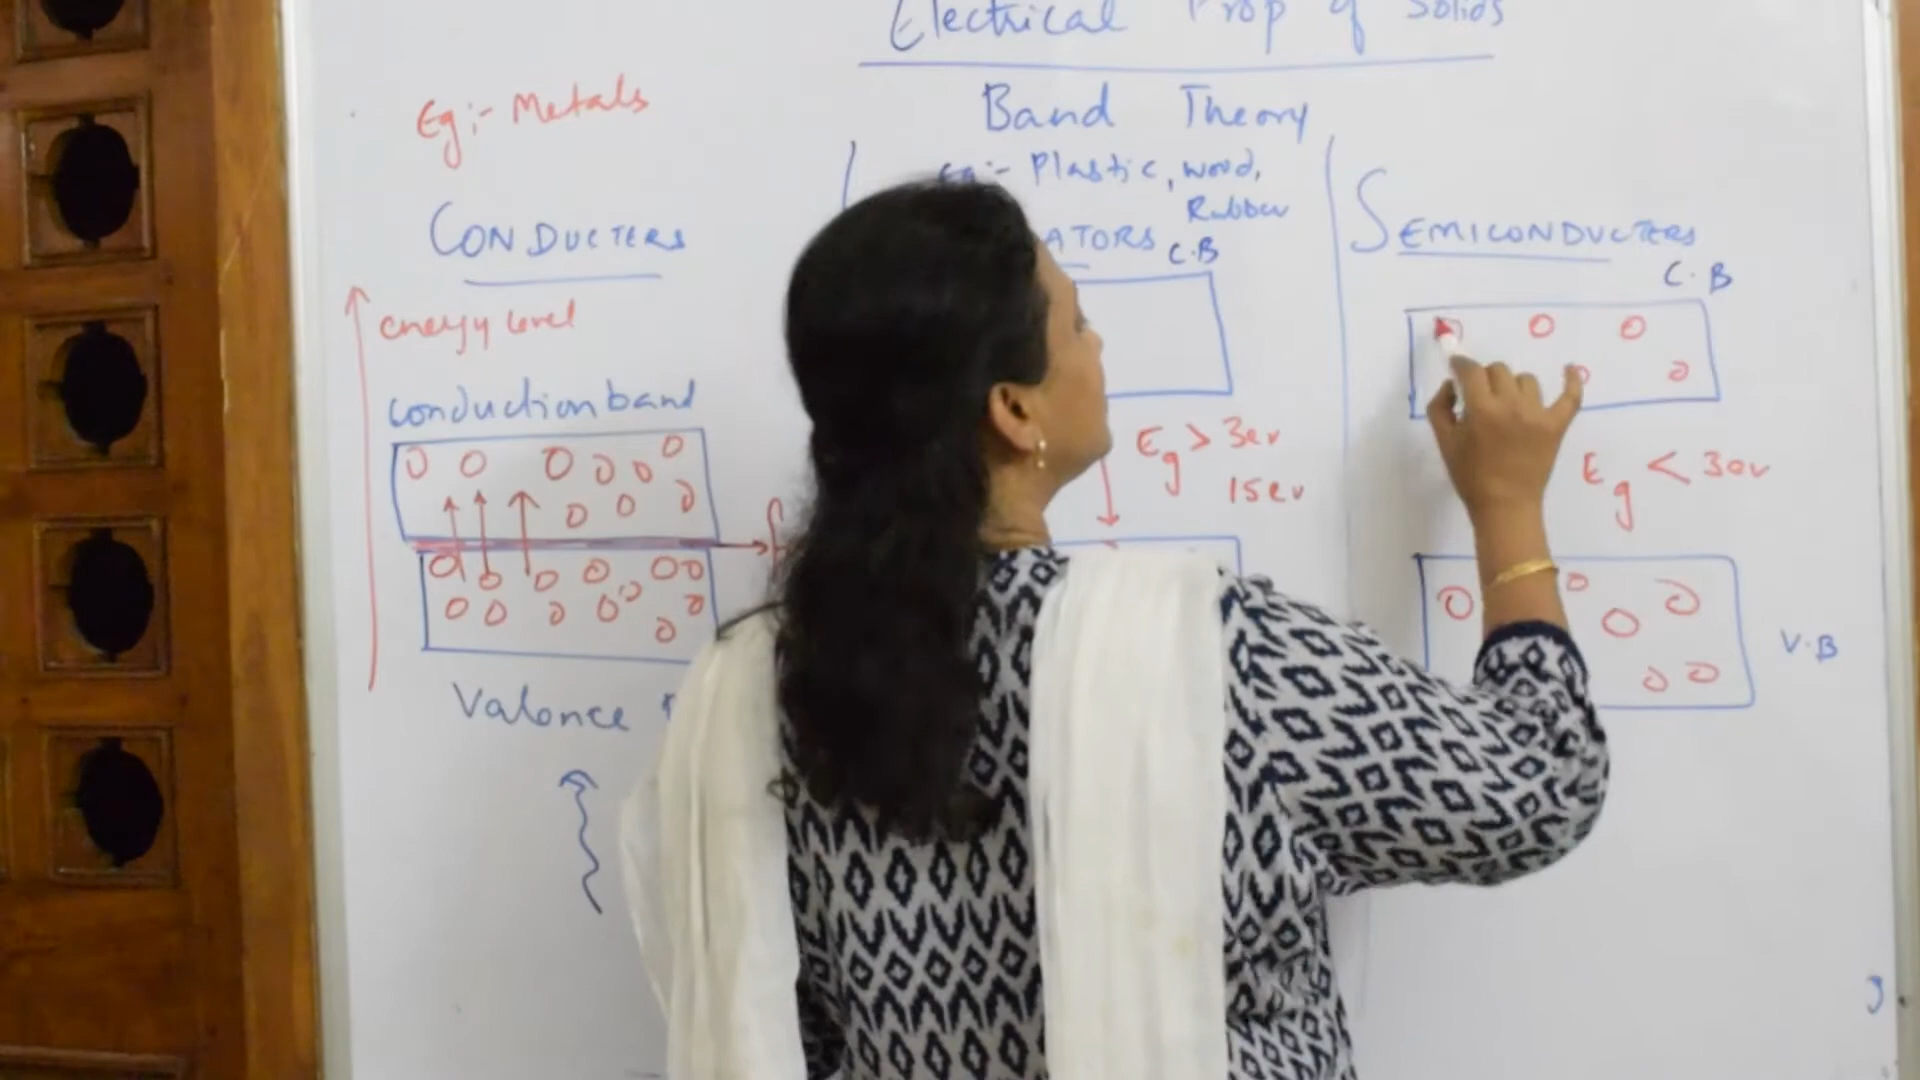 Electrical Prop of Solids
Band Theory
Eg:- Metals
CONDUCTERS
energy level
conduction band
Valance
Eg:- Plastic, wood,
Rubber
ATORS
C.B
Eg > 3ev
15ev
SEMICONDUCTERS
C.B
Eg < 3ev
V.B